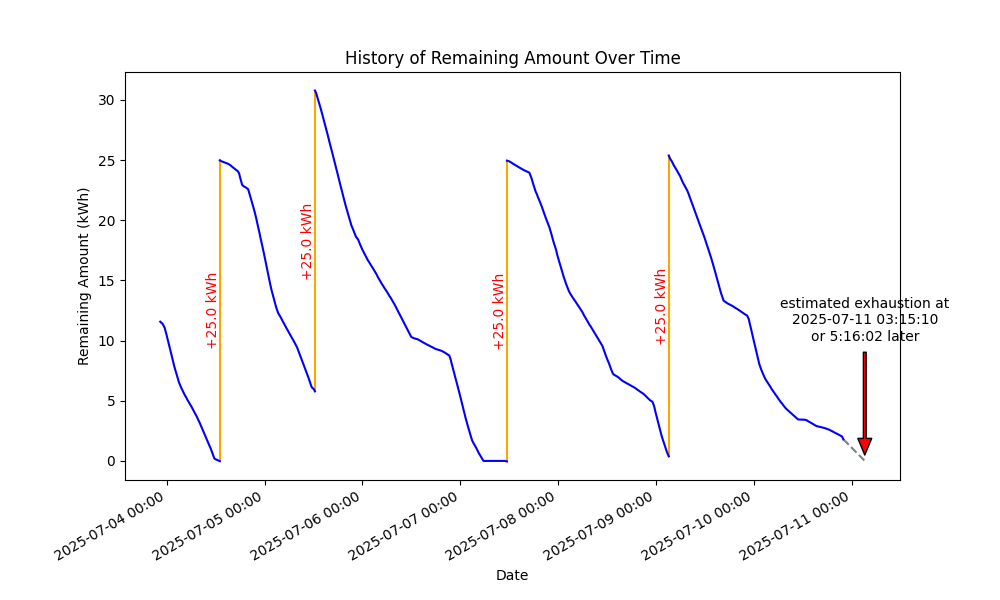 History of Remaining Amount Over Time
Remaining Amount (kWh)
30
25
20
15
10
5
0
+25.0 kWh
+25.0 kWh
+25.0 kWh
+25.0 kWh
estimated exhaustion at
2025-07-11 03:15:10
or 5:16:02 later
2025-07-04 00:00
2025-07-05 00:00
2025-07-06 00:00
2025-07-07 00:00
2025-07-08 00:00
2025-07-09 00:00
2025-07-10 00:00
2025-07-11 00:00
Date